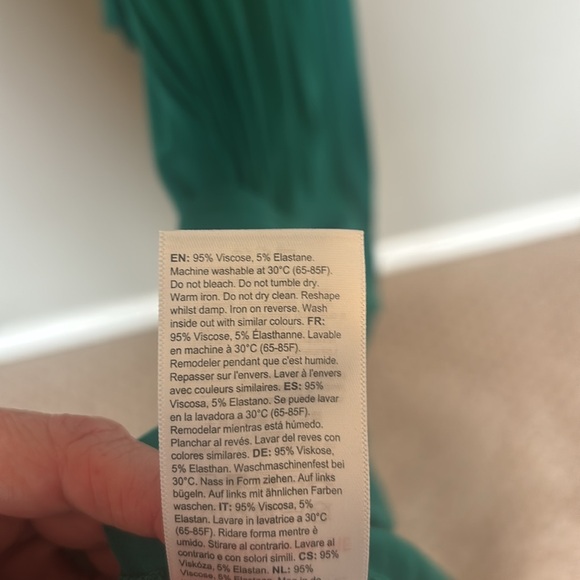 EN: 95% Viscose, 5% Elastane.
Machine washable at 30°C (65-85F).
Do not bleach. Do not tumble dry.
Warm iron. Do not dry clean. Reshape
whilst damp. Iron on reverse. Wash
inside out with similar colours. FR:
95% Viscose, 5% Élasthanne. Lavable
en machine à 30°C (65-85F).
Remodeler pendant que c'est humide.
Repasser sur l'envers. Laver à l'envers
avec couleurs similaires. ES: 95%
Viscosa, 5% Elastano. Se puede lavar
en la lavadora a 30°C (65-85F).
Remodelar mientras está húmedo.
Planchar al revés. Lavar del reves con
colores similares. DE: 95% Viskose,
5% Elasthan. Waschmaschinenfest bei
30°C. Nass in Form ziehen. Auf links
bügeln. Auf links mit ähnlichen Farben
waschen. IT: 95% Viscosa, 5%
Elastan. Lavare in lavatrice a 30°C
(65-85F). Ridare forma mentre è
umido. Stirare al contrario. Lavare al
contrario e con solori simili. CS: 95%
Viskóza, 5% Elastan. NL: 95%
Viscose, 5% Elastane.